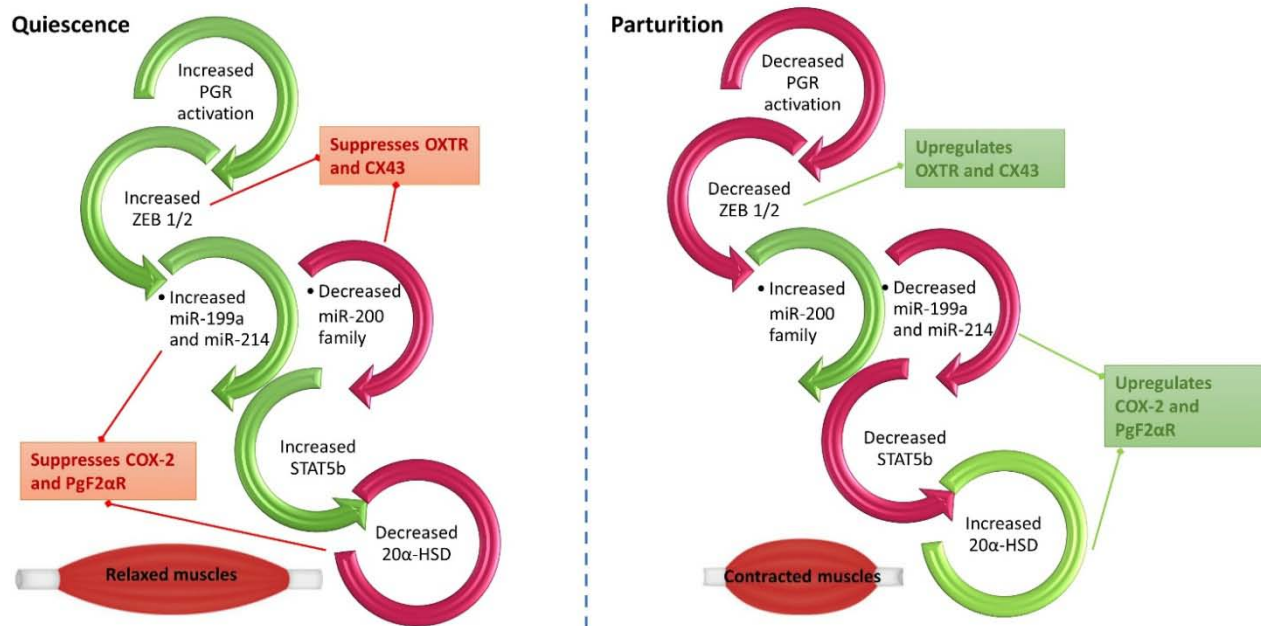 Quiescence
Increased
PGR
activation
Suppresses OXTR
and CX43
Increased
ZEB 1/2
• Increased
miR-199a
and miR-214
• Decreased
miR-200
family
Increased
STAT5b
Suppresses COX-2
and PgF2αR
Decreased
20α-HSD
Relaxed muscles
Parturition
Decreased
PGR
activation
Upregulates
OXTR and CX43
Decreased
ZEB 1/2
• Increased
miR-200
family
• Decreased
miR-199a
and miR-214
Upregulates
COX-2 and
PgF2αR
Decreased
STAT5b
Increased
20α-HSD
Contracted muscles